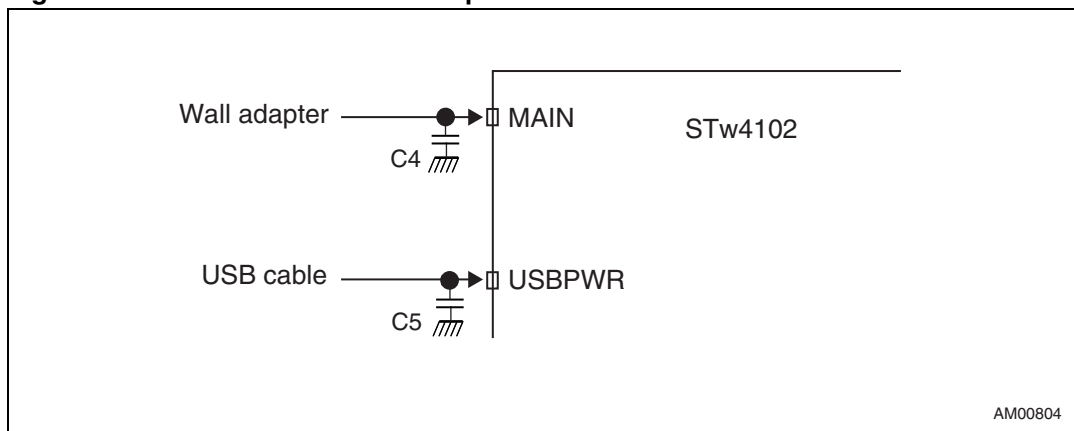 Wall adapter
MAIN
STw4102
C4
USB cable
USBPWR
C5
AM00804